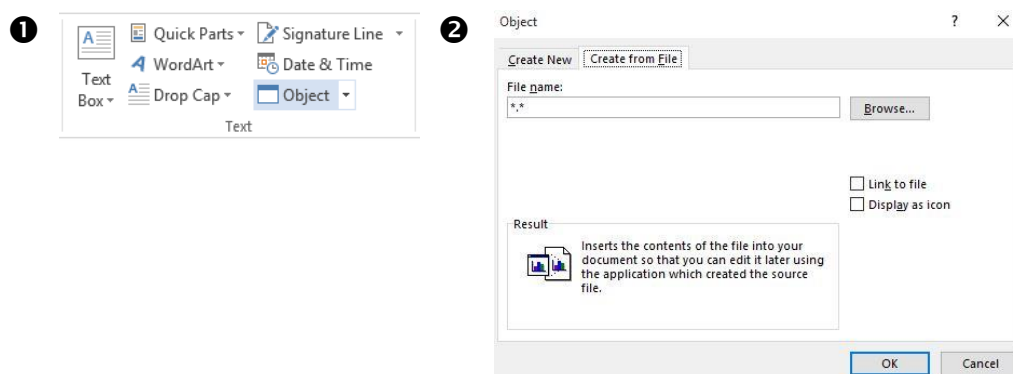 ❶
Text Box
Quick Parts
WordArt
Drop Cap
Signature Line
Date & Time
Object
Text
❷
Object
?
Create New
Create from File
File name:
*.*
Browse...
Link to file
Display as icon
Result
Inserts the contents of the file into your
document so that you can edit it later using
the application which created the source
file.
OK
Cancel